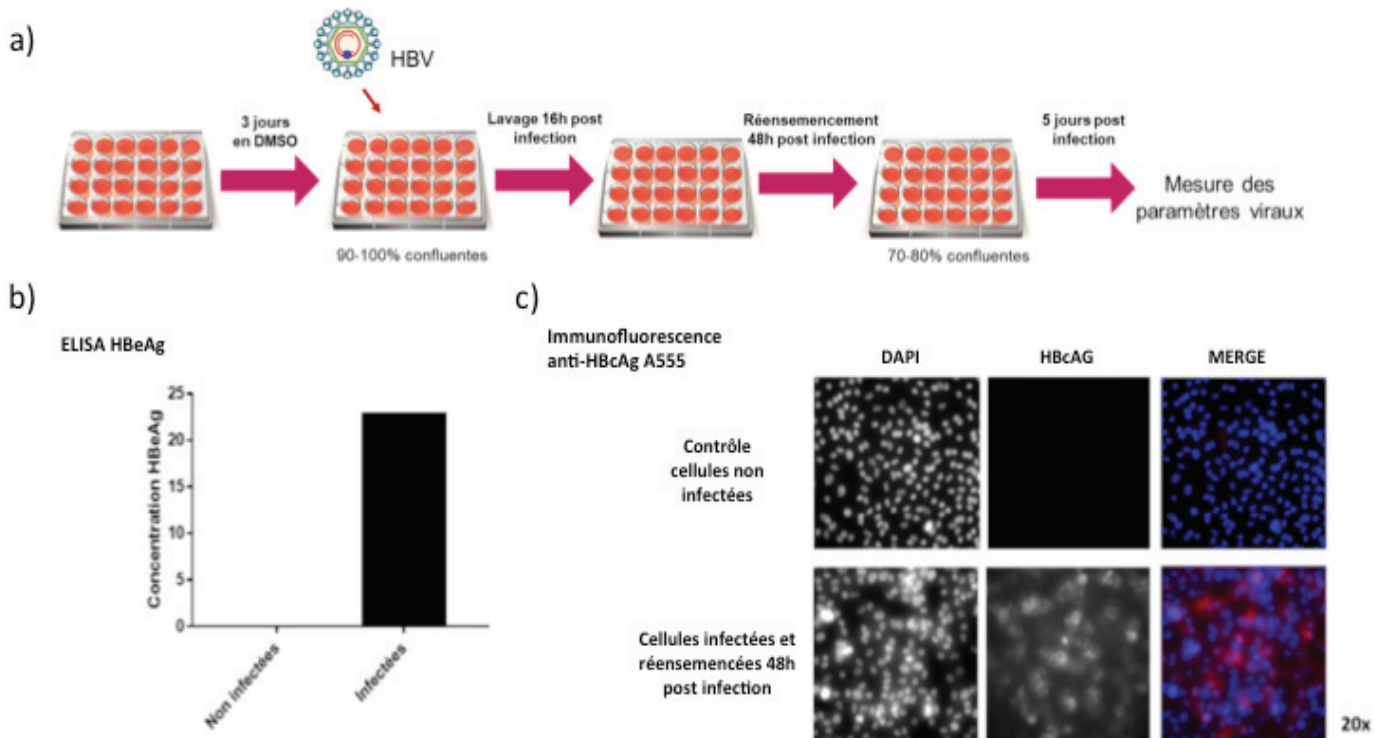 a)
HBV
3 jours
en DMSO
Lavage 16h post
infection
Réensemencement
48h post infection
5 jours post
infection
Mesure des
paramètres viraux
90-100% confluentes
70-80% confluentes
b)
ELISA HBeAg
Concentration HBeAg
25
20
15
10
5
0
Non infectées
Infectées
c)
Immunofluorescence
anti-HBcAg A555
DAPI
HBcAG
MERGE
Contrôle
cellules non
infectées
Cellules infectées et
réensemencées 48h
post infection
20x